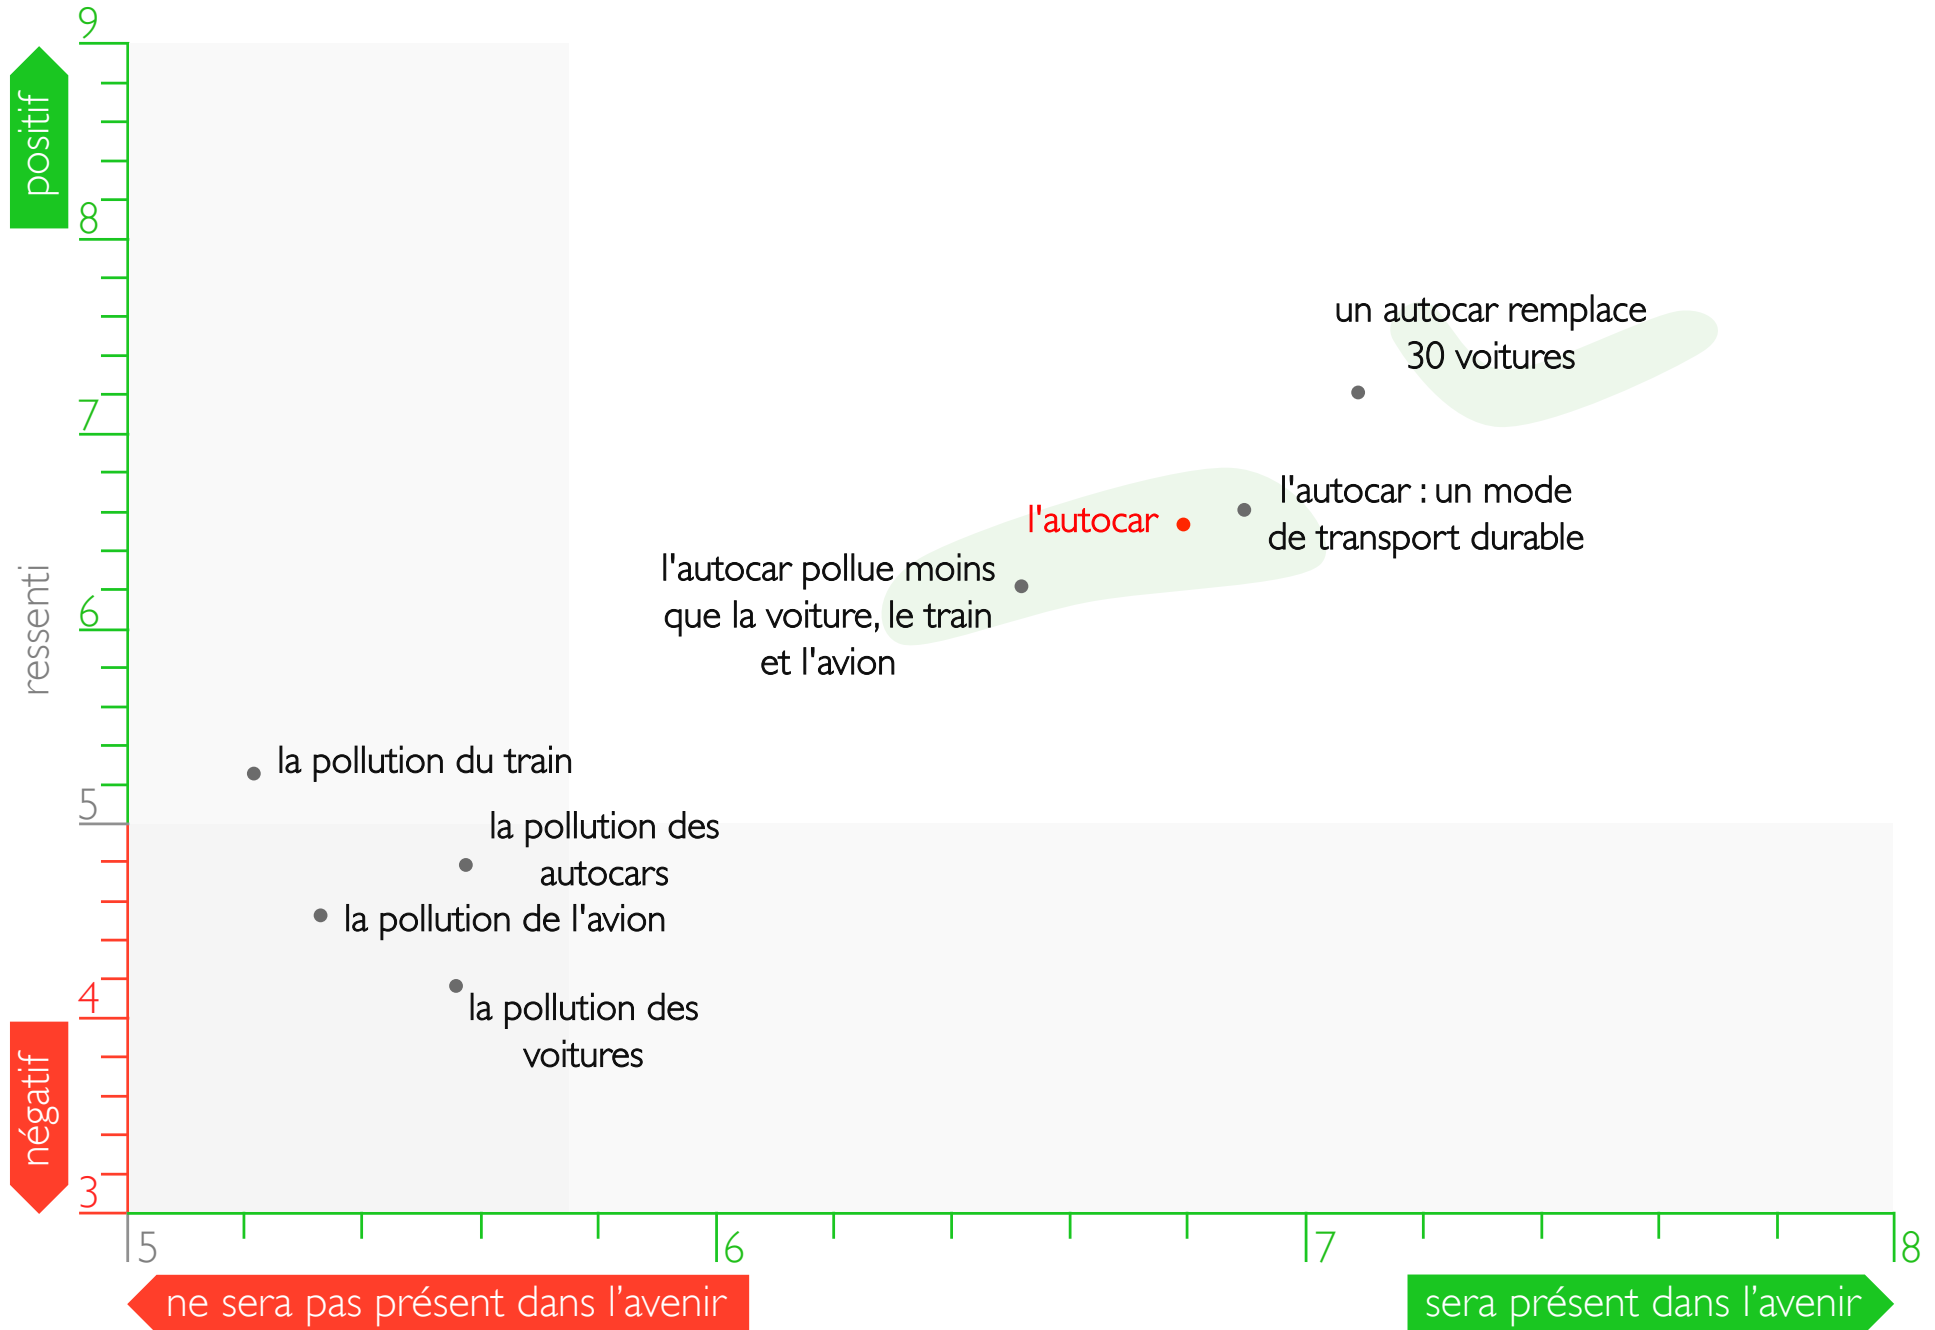 9
positif
8
un autocar remplace
30 voitures
7
l'autocar : un mode
de transport durable
l'autocar
l'autocar pollue moins
que la voiture, le train
et l'avion
6
ressenti
la pollution du train
5
la pollution des
autocars
la pollution de l'avion
4
la pollution des
voitures
négatif
3
5 6 7 8
ne sera pas présent dans l’avenir
sera présent dans l’avenir